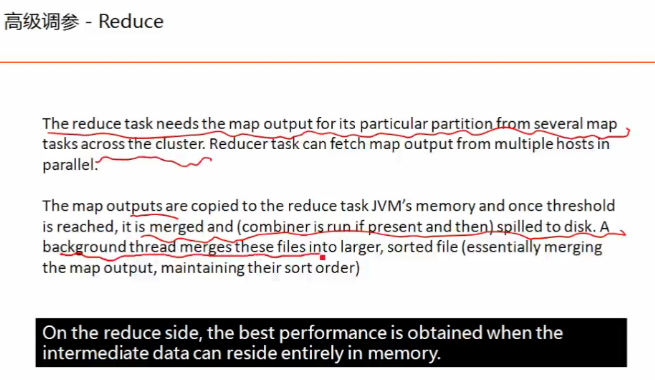 高级调参 - Reduce
The reduce task needs the map output for its particular partition from several map
tasks across the cluster. Reducer task can fetch map output from multiple hosts in
parallel.
The map outputs are copied to the reduce task JVM's memory and once threshold
is reached, it is merged and (combiner is run if present and then) spilled to disk. A
background thread merges these files into larger, sorted file (essentially merging
the map output, maintaining their sort order)
On the reduce side, the best performance is obtained when the
intermediate data can reside entirely in memory.